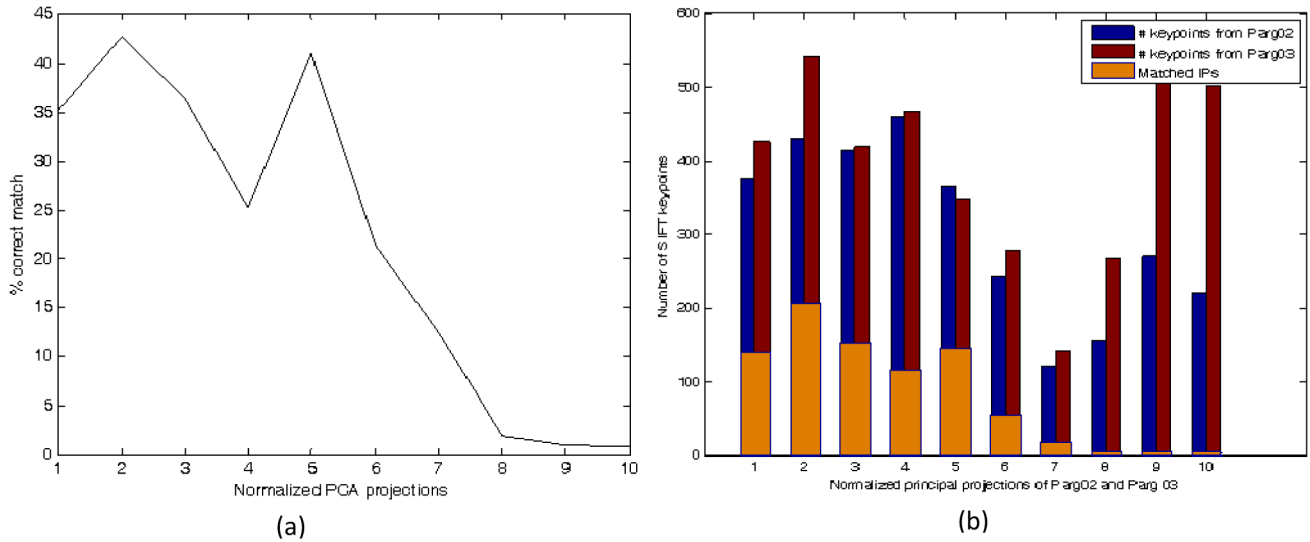 45
40
35
30
25
20
15
10
5
0
% correct match
1 2 3 4 5 6 7 8 9 10
Normalized PCA projections
(a)
600
500
400
300
200
100
0
Number of SIFT keypoints
# keypoints from Parg02
# keypoints from Parg03
Matched IPs
1 2 3 4 5 6 7 8 9 10
Normalized principal projections of Parg02 and Parg 03
(b)